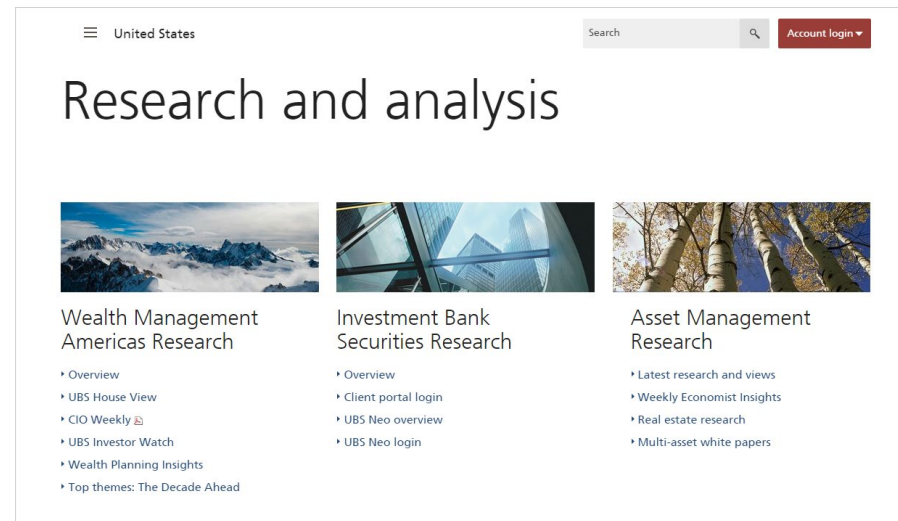 United States
Search
Account login
Research and analysis
Wealth Management
Americas Research
Overview
UBS House View
CIO Weekly
UBS Investor Watch
Wealth Planning Insights
Top themes: The Decade Ahead
Investment Bank
Securities Research
Overview
Client portal login
UBS Neo overview
UBS Neo login
Asset Management
Research
Latest research and views
Weekly Economist Insights
Real estate research
Multi-asset white papers